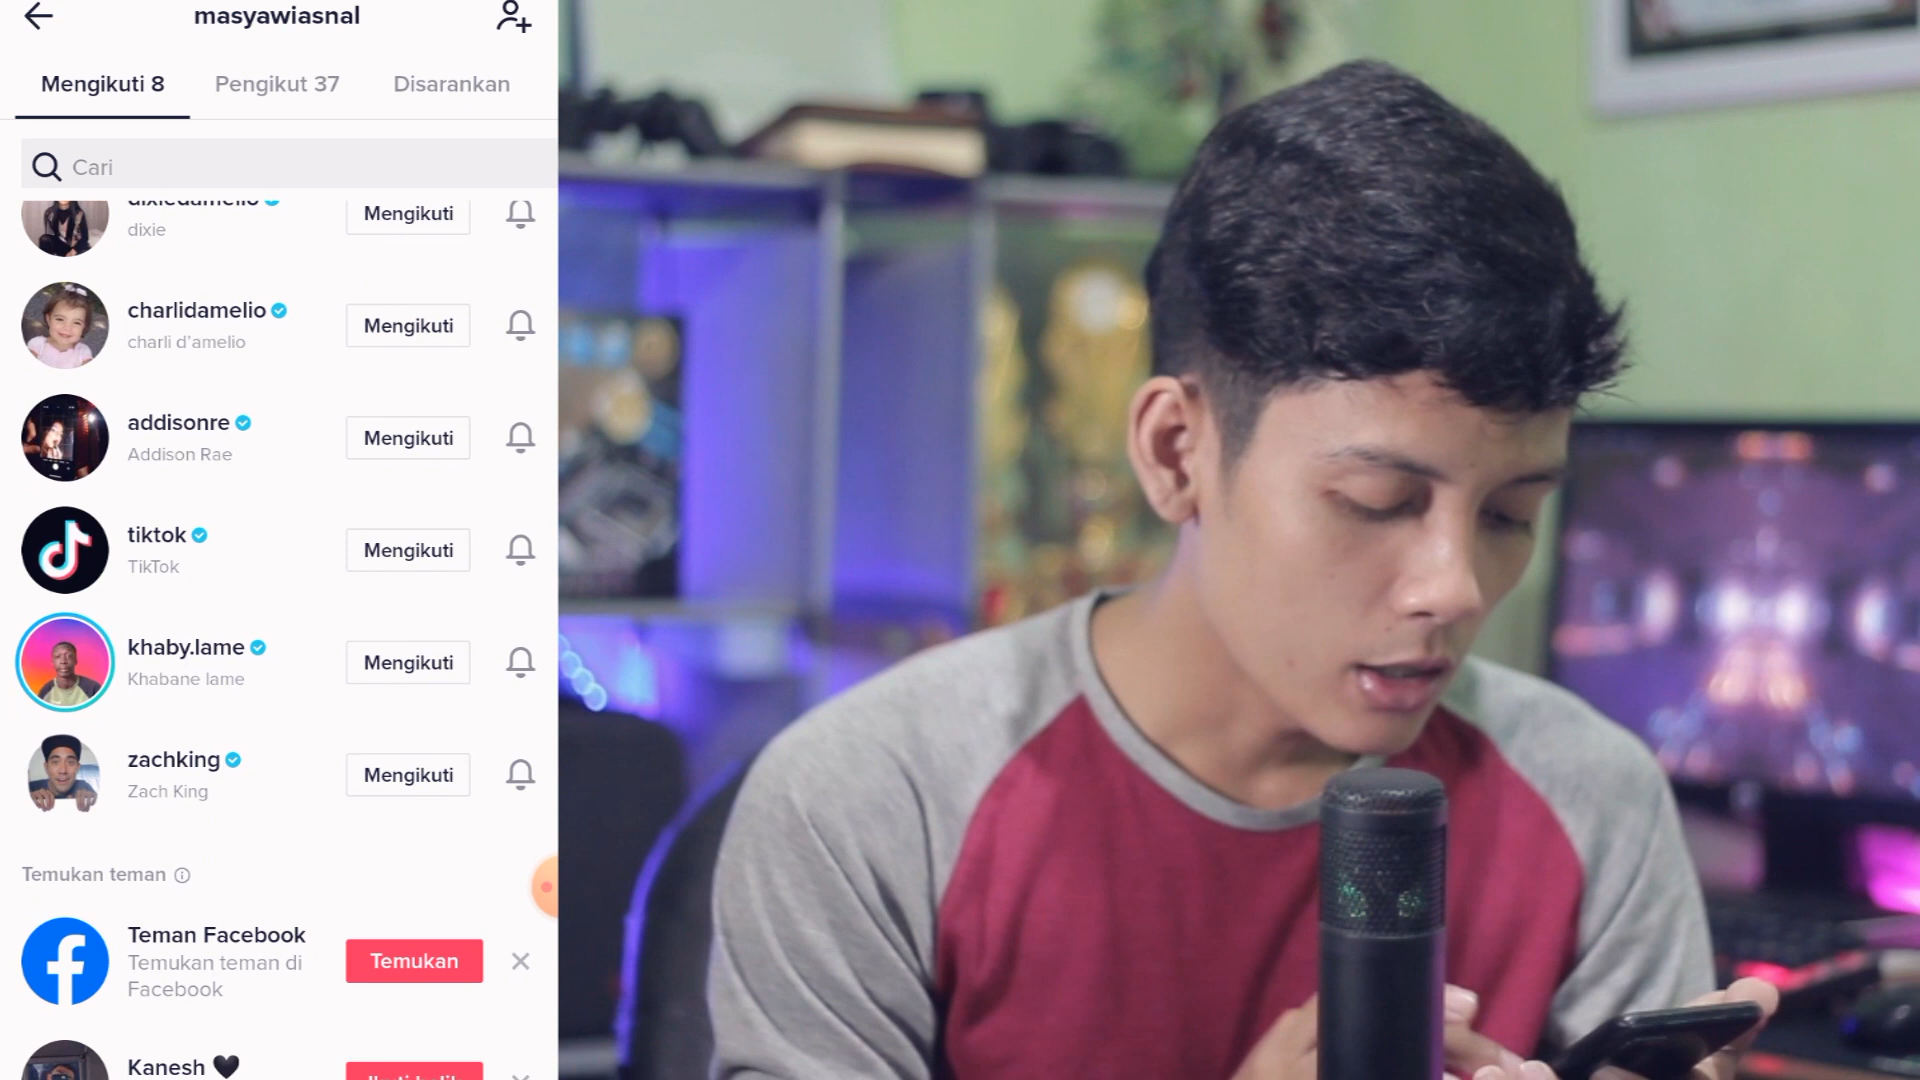 masyawiasnal
Mengikuti 8
Pengikut 37
Disarankan
Cari
dixiedamelio
dixie
Mengikuti
charlidamelio
charli d’amelio
Mengikuti
addisonre
Addison Rae
Mengikuti
tiktok
TikTok
Mengikuti
khaby.lame
Khabane lame
Mengikuti
zachking
Zach King
Mengikuti
Temukan teman
Teman Facebook
Temukan teman di
Facebook
Temukan
Kanesh 🖤